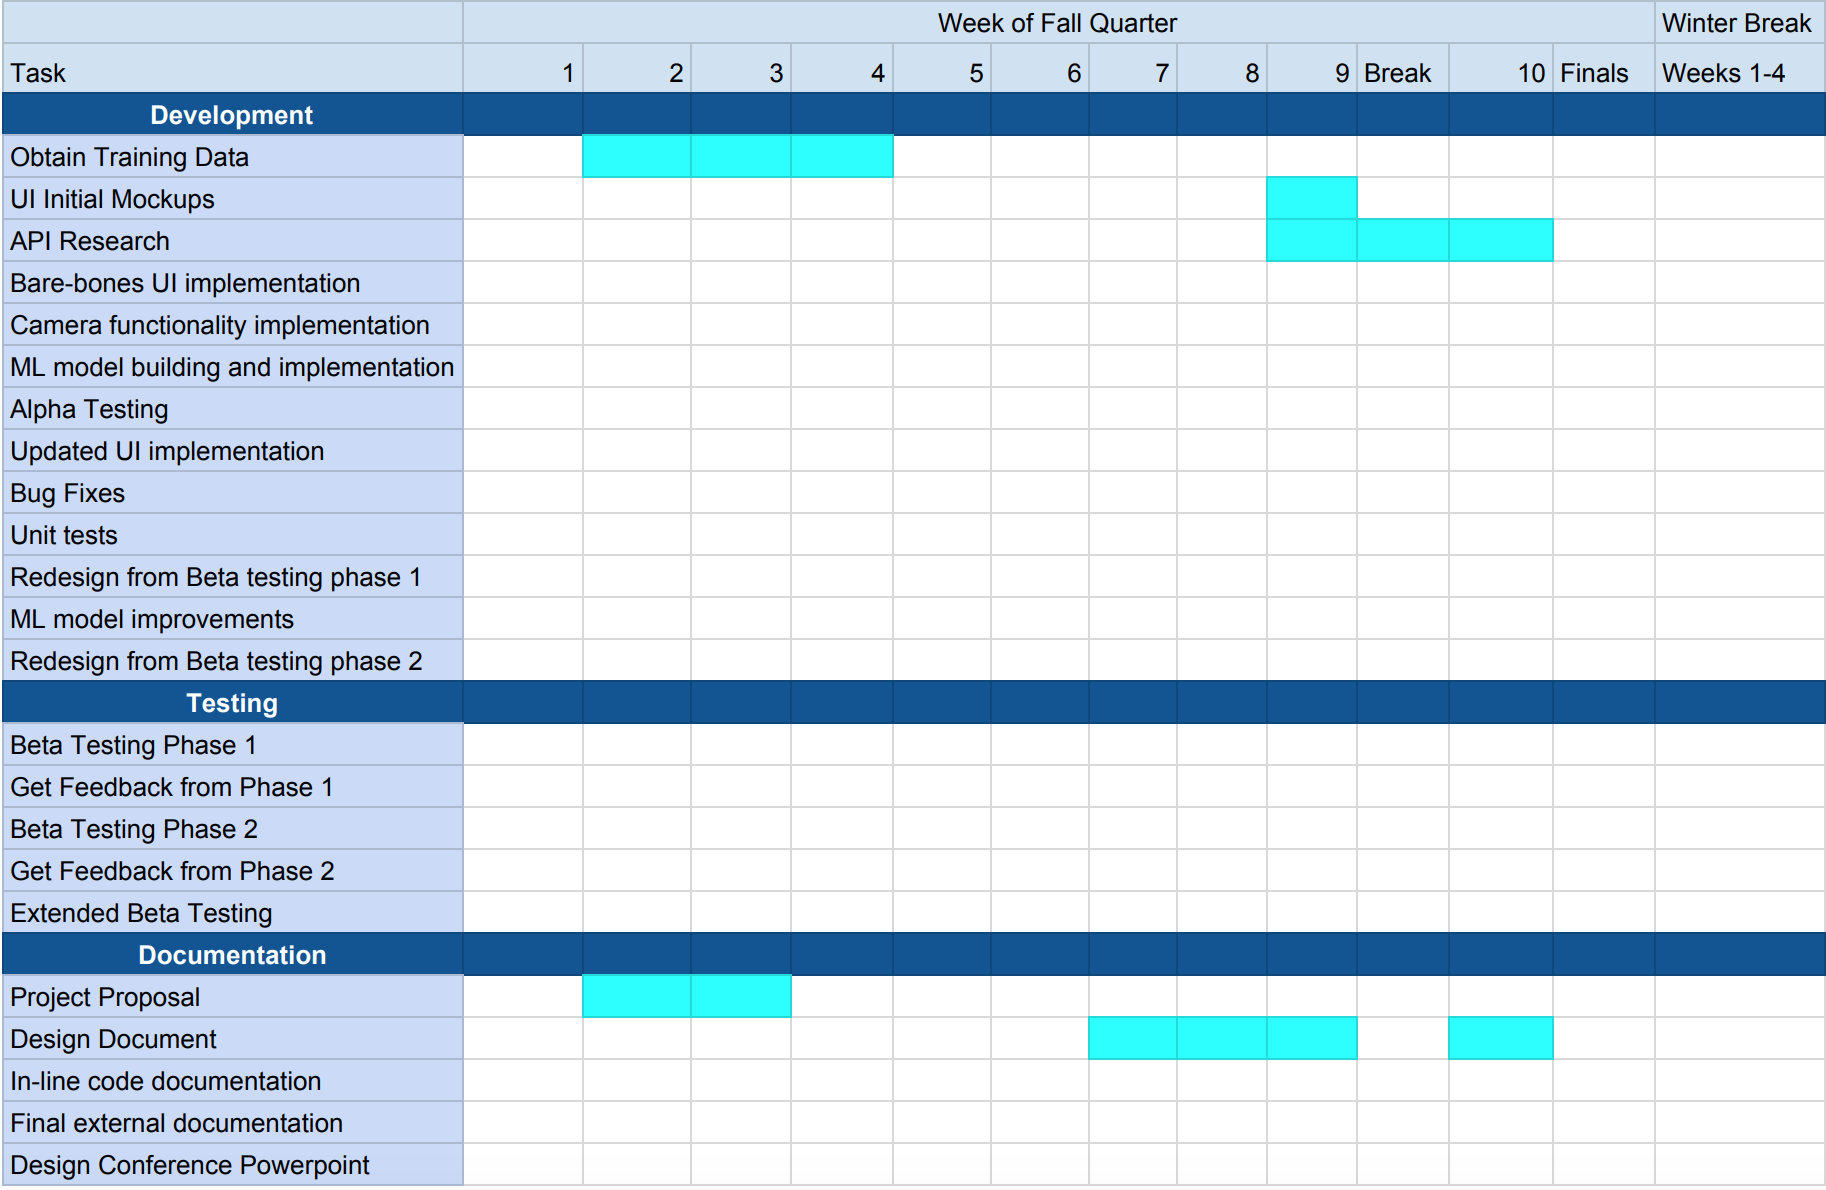 Week of Fall Quarter Winter Break
Task 1 2 3 4 5 6 7 8 9 Break 10 Finals Weeks 1-4
Development
Obtain Training Data
UI Initial Mockups
API Research
Bare-bones UI implementation
Camera functionality implementation
ML model building and implementation
Alpha Testing
Updated UI implementation
Bug Fixes
Unit tests
Redesign from Beta testing phase 1
ML model improvements
Redesign from Beta testing phase 2
Testing
Beta Testing Phase 1
Get Feedback from Phase 1
Beta Testing Phase 2
Get Feedback from Phase 2
Extended Beta Testing
Documentation
Project Proposal
Design Document
In-line code documentation
Final external documentation
Design Conference Powerpoint